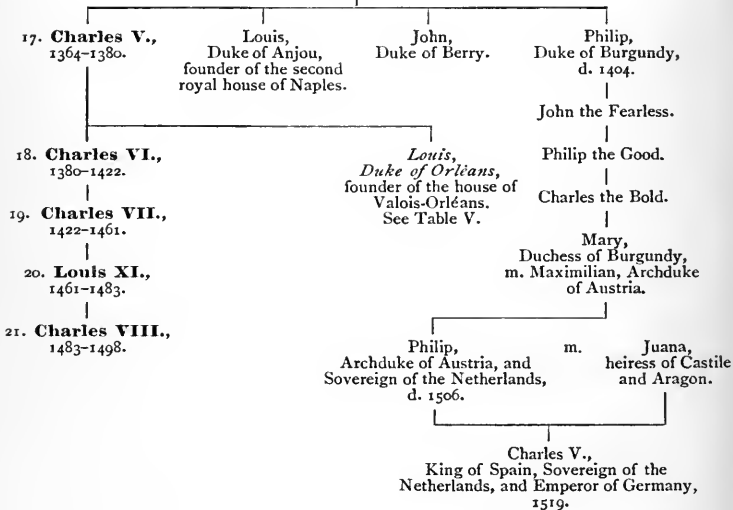 17. Charles V.,
1364–1380.
Louis,
Duke of Anjou,
founder of the second
royal house of Naples.
John,
Duke of Berry.
Philip,
Duke of Burgundy,
d. 1404.
John the Fearless.
18. Charles VI.,
1380–1422.
Louis,
Duke of Orléans,
founder of the house of
Valois-Orléans.
See Table V.
Philip the Good.
Charles the Bold.
19. Charles VII.,
1422–1461.
Mary,
Duchess of Burgundy,
m. Maximilian, Archduke
of Austria.
20. Louis XI.,
1461–1483.
21. Charles VIII.,
1483–1498.
Philip,
Archduke of Austria, and
Sovereign of the Netherlands,
d. 1506.
m.
Juana,
heiress of Castile
and Aragon.
Charles V.,
King of Spain, Sovereign of the
Netherlands, and Emperor of Germany,
1519.